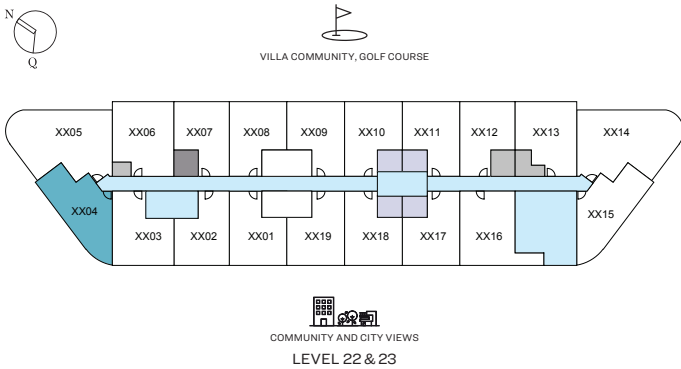 N
Q
VILLA COMMUNITY, GOLF COURSE
XX05 XX06 XX07 XX08 XX09 XX10 XX11 XX12 XX13 XX14
XX04 XX03 XX02 XX01 XX19 XX18 XX17 XX16 XX15
COMMUNITY AND CITY VIEWS
LEVEL 22 & 23